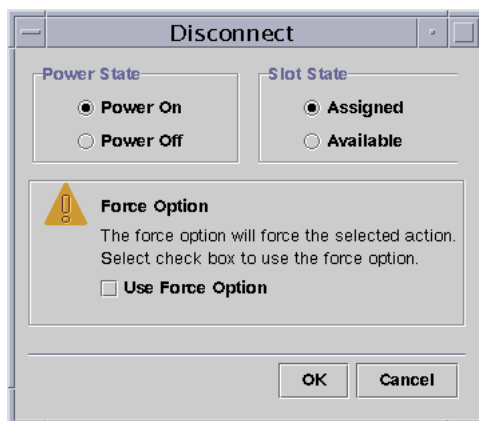 Disconnect
Power State
Power On
Power Off
Slot State
Assigned
Available
Force Option
The force option will force the selected action.
Select check box to use the force option.
Use Force Option
OK
Cancel